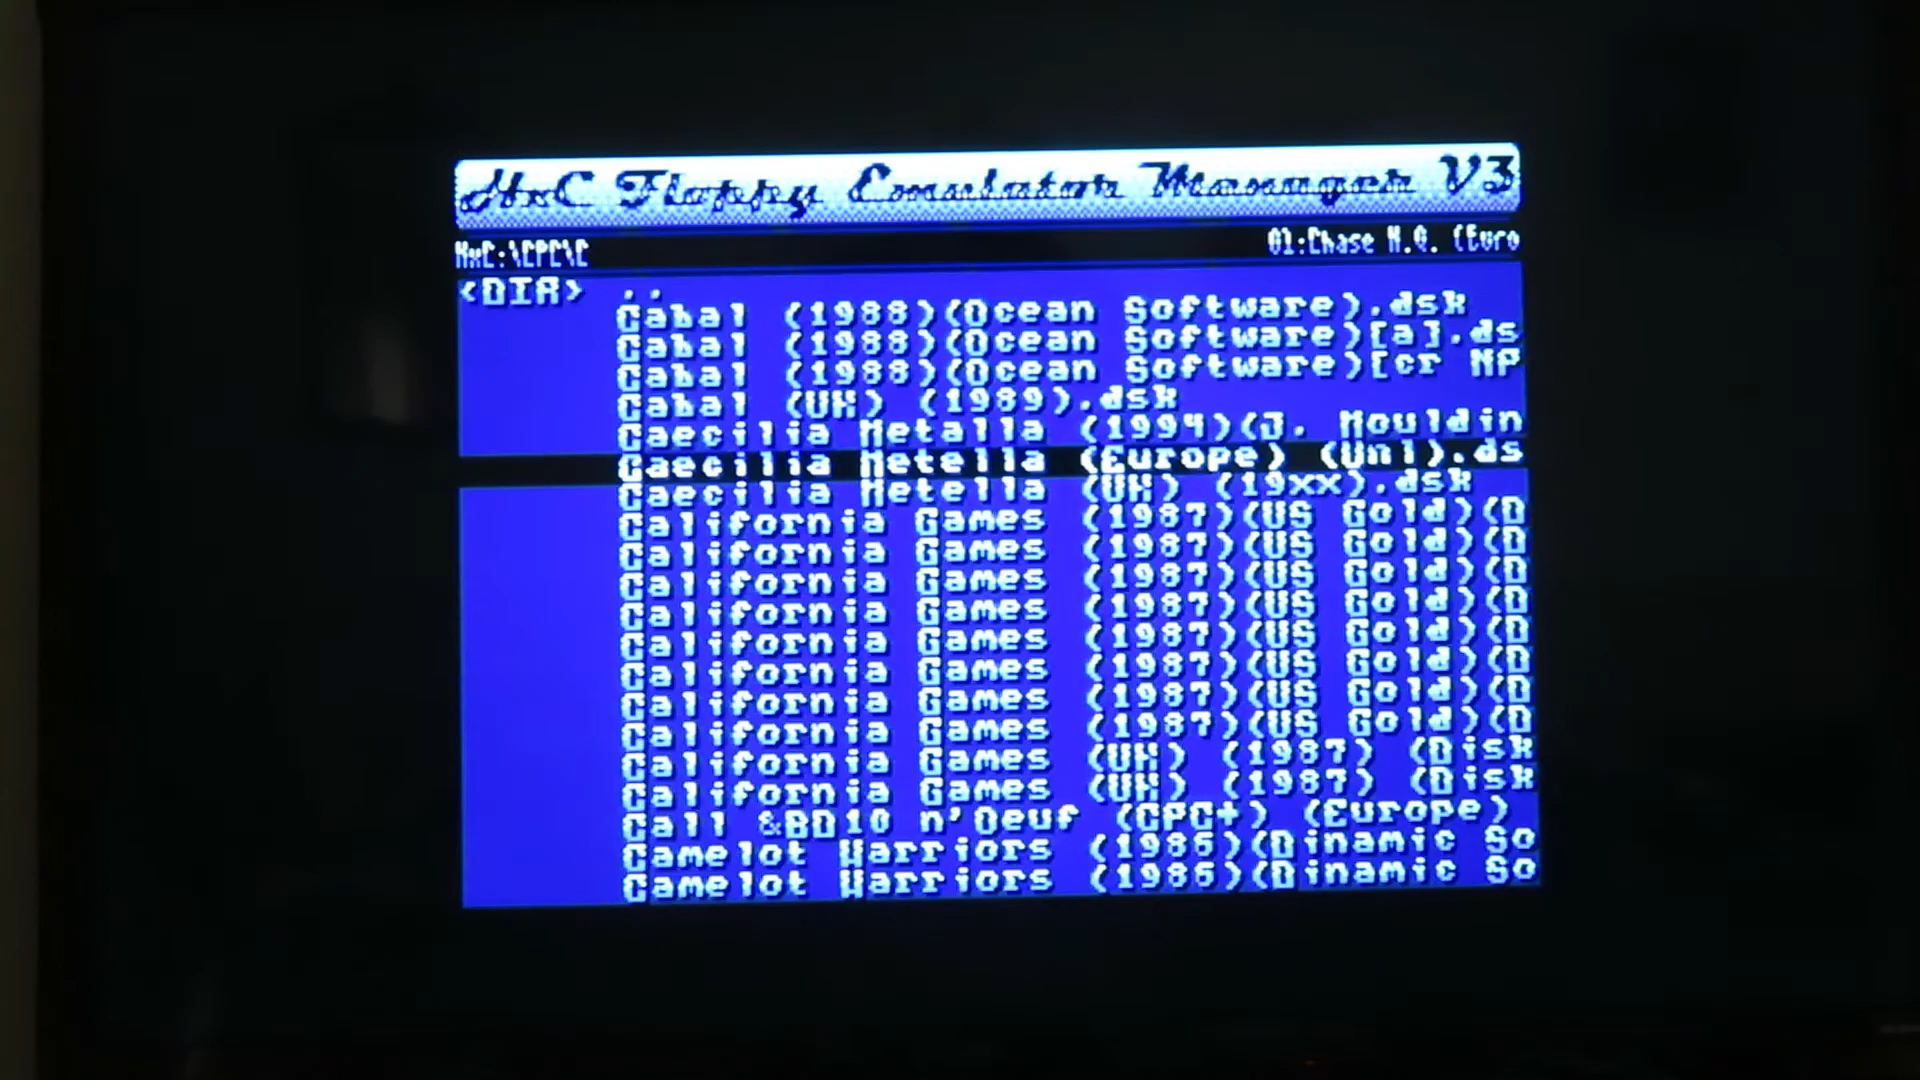 HxC Floppy Emulator Manager V3
HxC:\CPC\C 01:Chase H.Q. (Euro
<DIR> ..
Cabal (1988)(Ocean Software).dsk
Cabal (1988)(Ocean Software)[a].ds
Cabal (1988)(Ocean Software)[cr NP
Cabal (UK) (1989).dsk
Caecilia Metalla (1994)(J. Mouldin
Caecilia Metella (Europe) (Unl).ds
Caecilia Metella (UK) (19xx).dsk
California Games (1987)(US Gold)(D
California Games (1987)(US Gold)(D
California Games (1987)(US Gold)(D
California Games (1987)(US Gold)(D
California Games (1987)(US Gold)(D
California Games (1987)(US Gold)(D
California Games (1987)(US Gold)(D
California Games (1987)(US Gold)(D
California Games (UK) (1987) (Disk
California Games (UK) (1987) (Disk
Call &BD10 n'Oeuf (CPC+) (Europe)
Camelot Warriors (1986)(Dinamic So
Camelot Warriors (1986)(Dinamic So